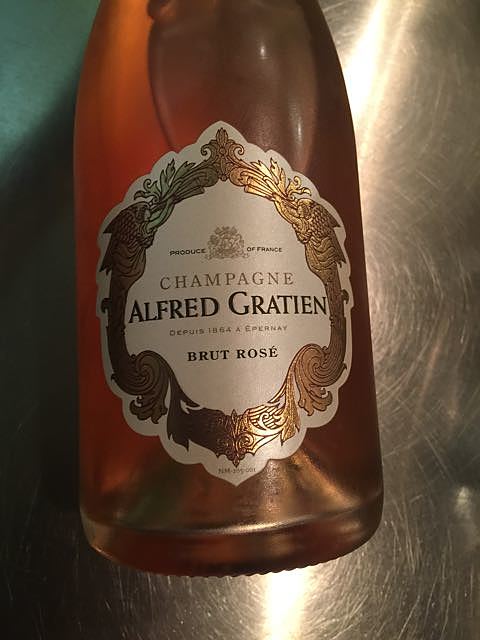 PRODUCE OF FRANCE
CHAMPAGNE
ALFRED GRATIEN
DEPUIS 1864 À ÉPERNAY
BRUT ROSÉ